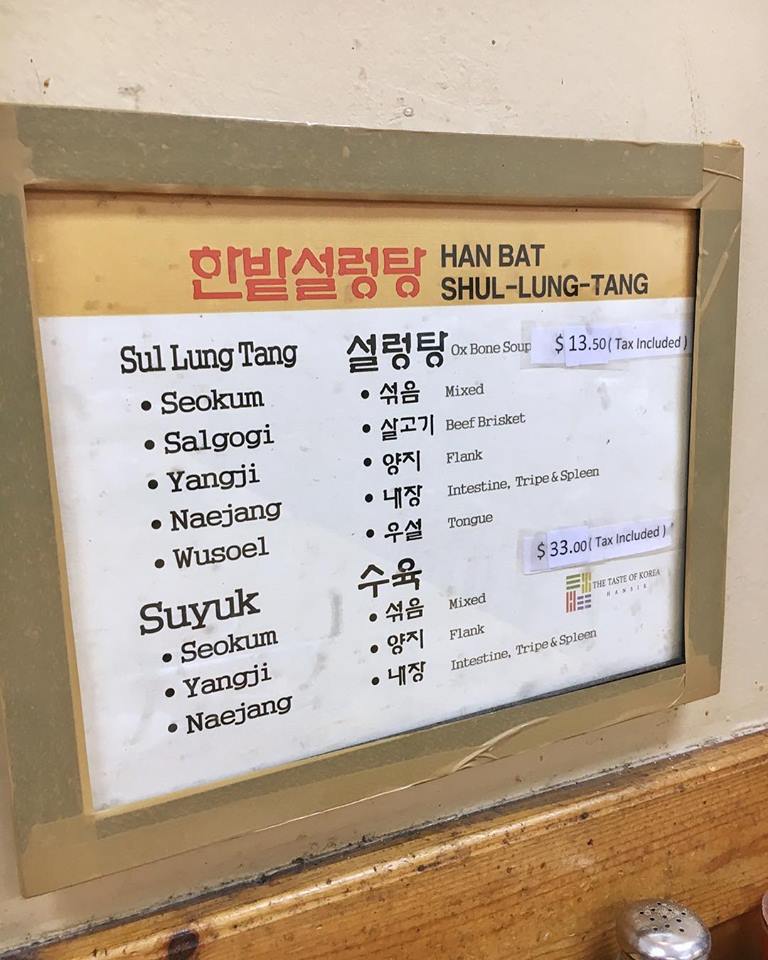 한밭설렁탕 HAN BAT
SHUL-LUNG-TANG
Sul Lung Tang 설렁탕 Ox Bone Soup $ 13.50 ( Tax Included )
• Seokum • 섞음 Mixed
• Salgogi • 살고기 Beef Brisket
• Yangji • 양지 Flank
• Naejang • 내장 Intestine, Tripe & Spleen
• Wusoel • 우설 Tongue
$ 33.00 ( Tax Included )
Suyuk 수육
THE TASTE OF KOREA
HANSIK
• Seokum • 섞음 Mixed
• Yangji • 양지 Flank
• Naejang • 내장 Intestine, Tripe & Spleen